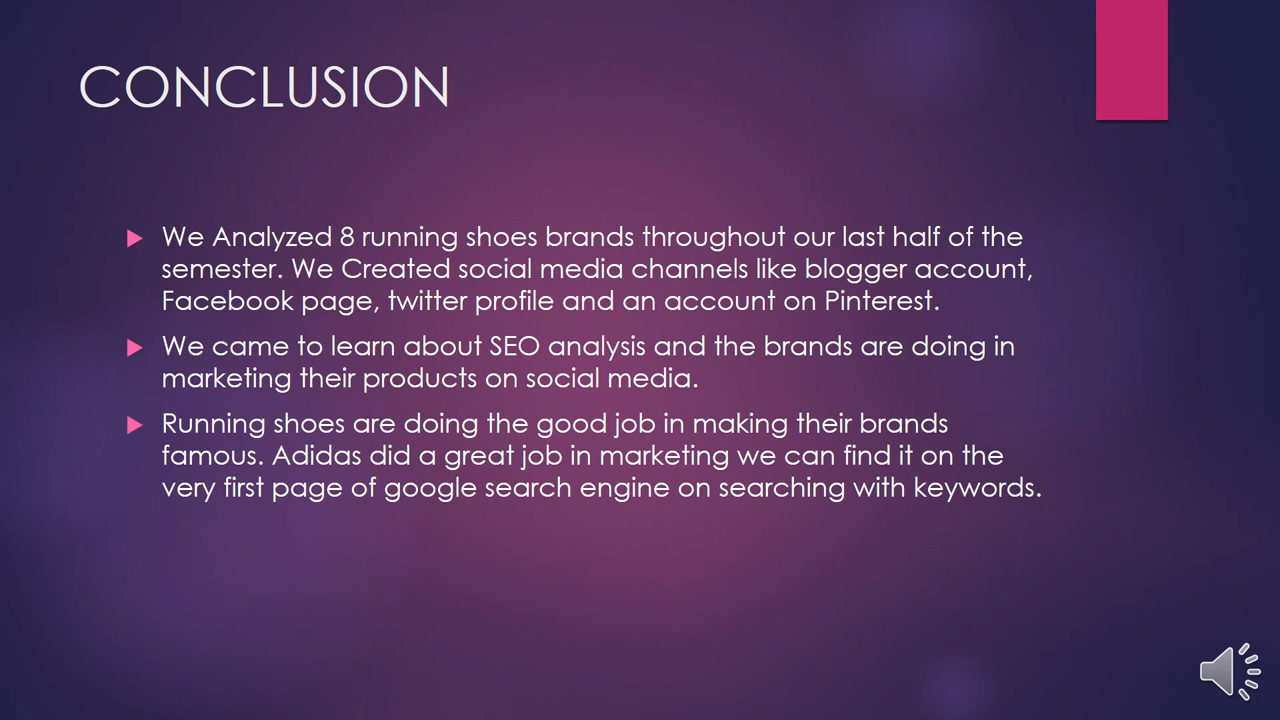 CONCLUSION
We Analyzed 8 running shoes brands throughout our last half of the
semester. We Created social media channels like blogger account,
Facebook page, twitter profile and an account on Pinterest.
We came to learn about SEO analysis and the brands are doing in
marketing their products on social media.
Running shoes are doing the good job in making their brands
famous. Adidas did a great job in marketing we can find it on the
very first page of google search engine on searching with keywords.